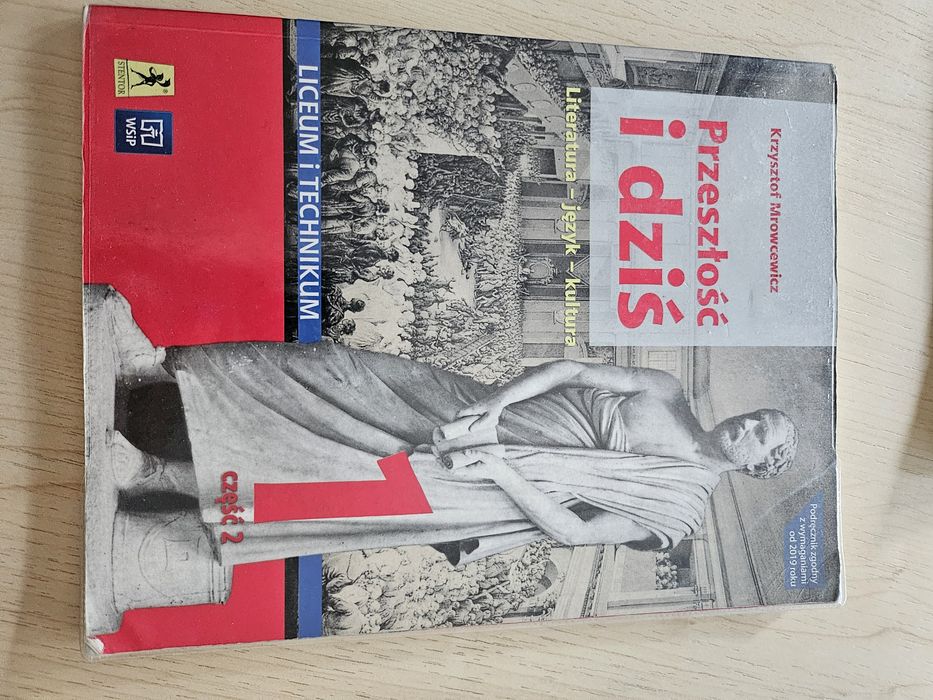 Krzysztof Mrowcewicz
Przeszłość
i dziś
Literatura – język – kultura
Podręcznik zgodny
z wymaganiami
od 2019 roku
1
część 2
LICEUM i TECHNIKUM
STENTOR
®
WSiP